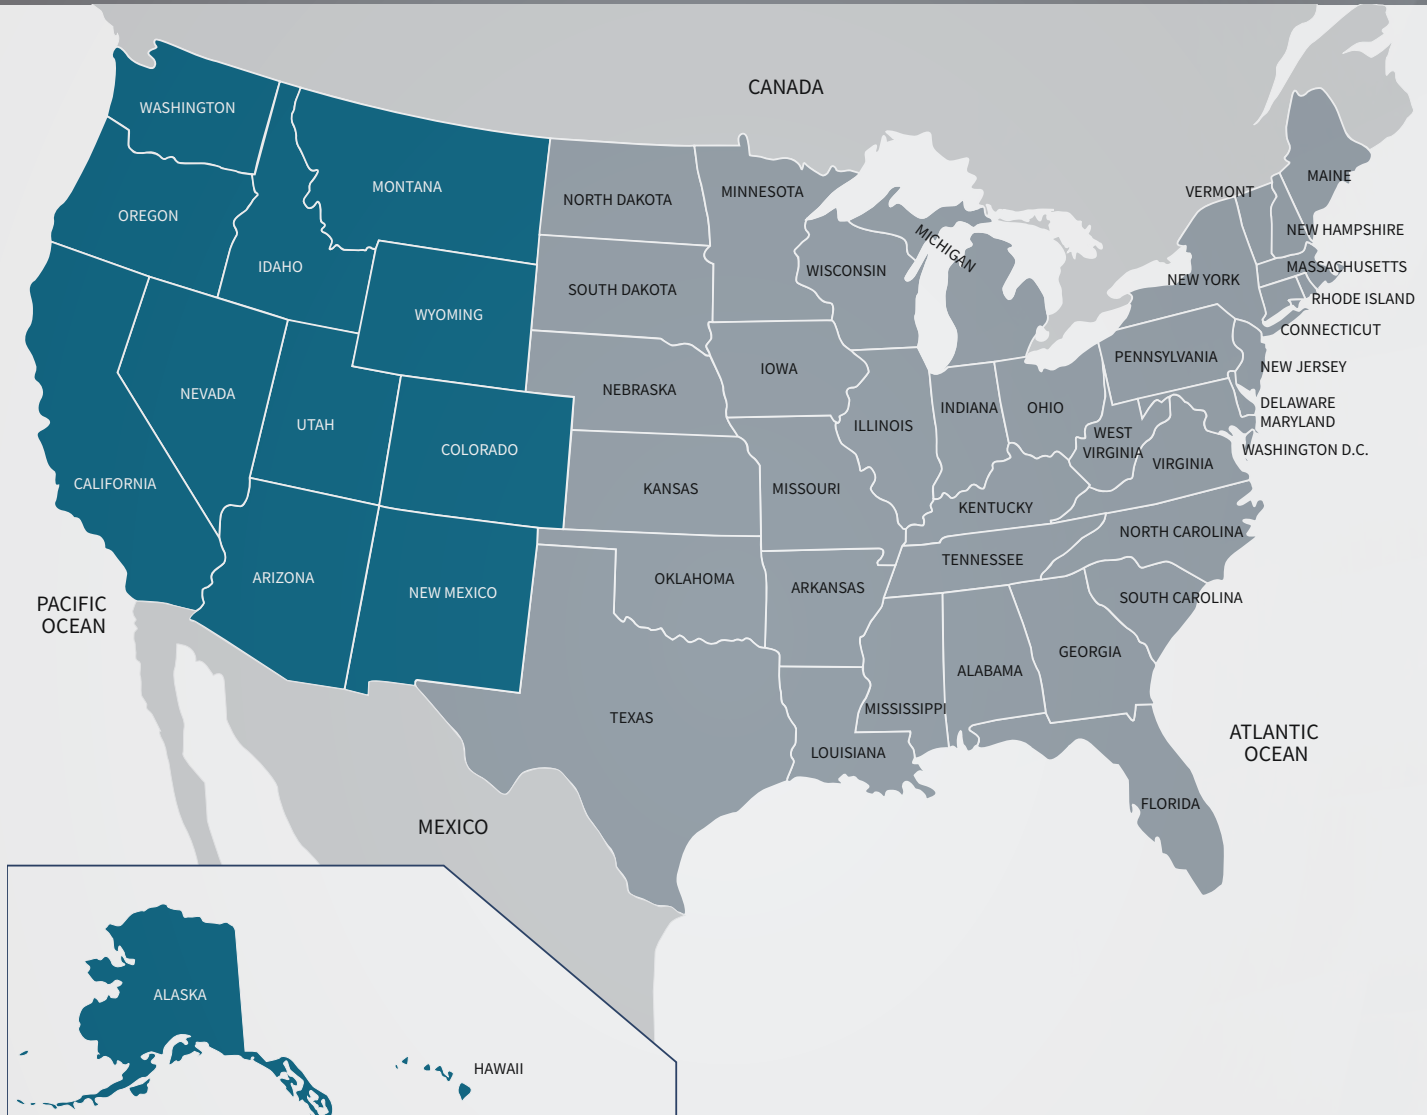 CANADA
WASHINGTON
MONTANA
OREGON
IDAHO
WYOMING
NEVADA
UTAH
COLORADO
CALIFORNIA
ARIZONA
NEW MEXICO
NORTH DAKOTA
MINNESOTA
SOUTH DAKOTA
WISCONSIN
MICHIGAN
NEBRASKA
IOWA
ILLINOIS
INDIANA
OHIO
KANSAS
MISSOURI
KENTUCKY
WEST
VIRGINIA
VIRGINIA
PENNSYLVANIA
NEW YORK
VERMONT
MAINE
NEW HAMPSHIRE
MASSACHUSETTS
RHODE ISLAND
CONNECTICUT
NEW JERSEY
DELAWARE
MARYLAND
WASHINGTON D.C.
OKLAHOMA
ARKANSAS
TENNESSEE
NORTH CAROLINA
SOUTH CAROLINA
TEXAS
LOUISIANA
MISSISSIPPI
ALABAMA
GEORGIA
FLORIDA
PACIFIC
OCEAN
ATLANTIC
OCEAN
MEXICO
ALASKA
HAWAII